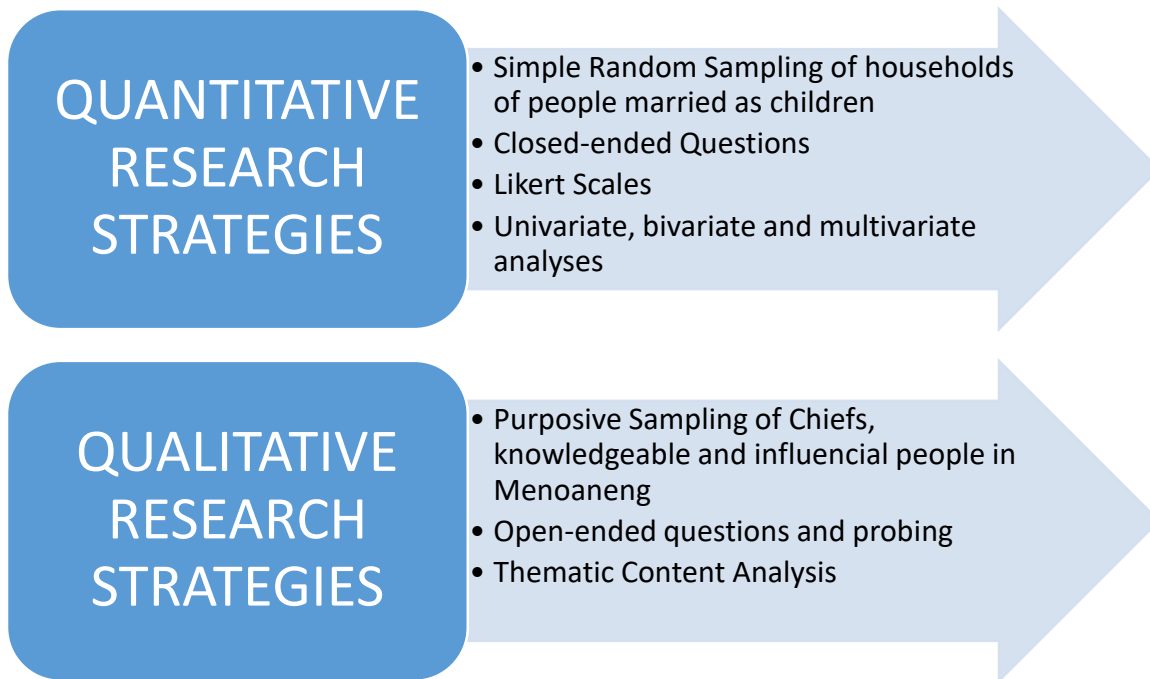 QUANTITATIVE
RESEARCH
STRATEGIES
• Simple Random Sampling of households
of people married as children
• Closed-ended Questions
• Likert Scales
• Univariate, bivariate and multivariate
analyses
QUALITATIVE
RESEARCH
STRATEGIES
• Purposive Sampling of Chiefs,
knowledgeable and influencial people in
Menoaneng
• Open-ended questions and probing
• Thematic Content Analysis